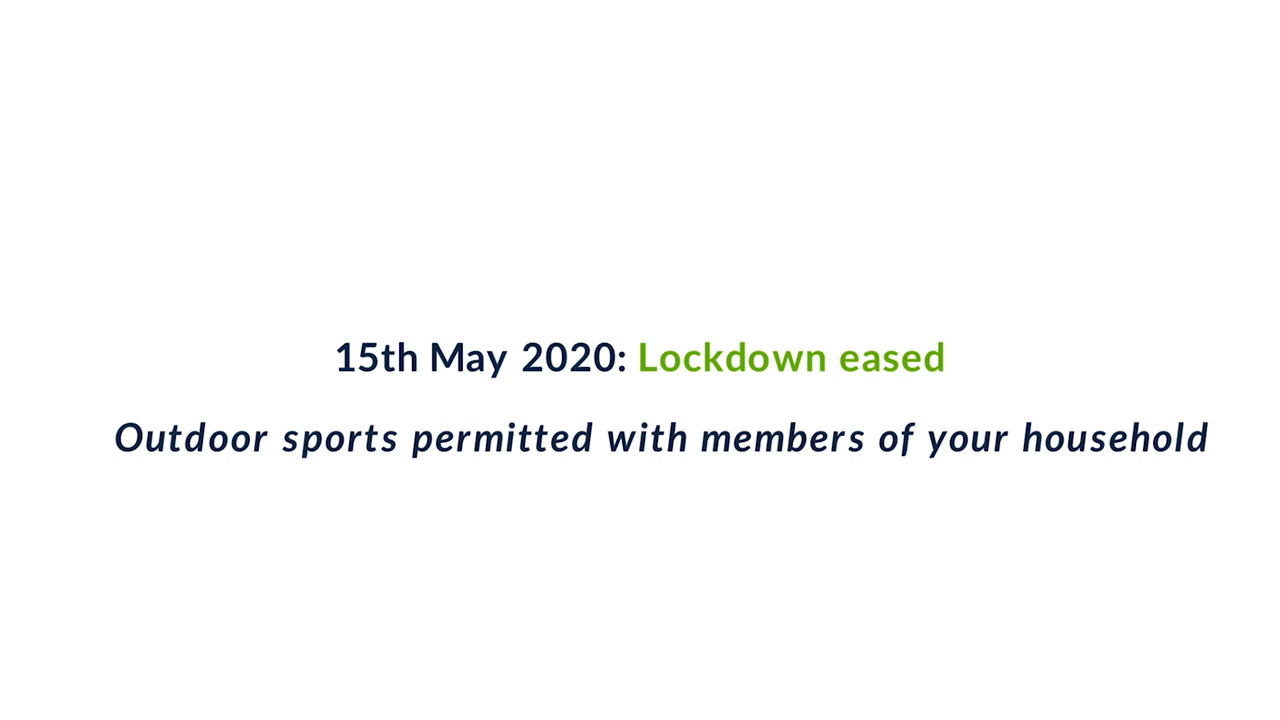 15th May 2020: Lockdown eased
Outdoor sports permitted with members of your household